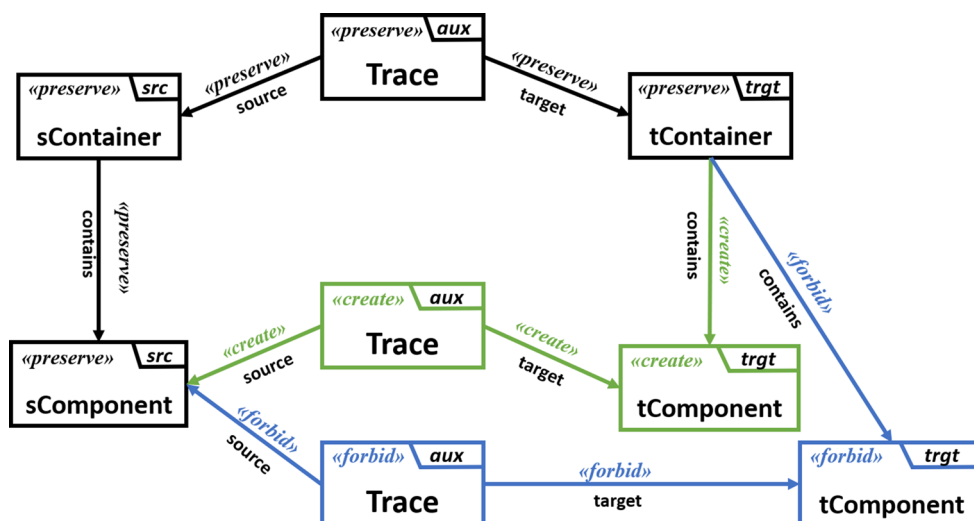 «preserve» aux
Trace
«preserve»
source
«preserve»
target
«preserve» src
sContainer
«preserve» trgt
tContainer
contains
«preserve»
contains
«create»
«forbid»
contains
«create» aux
Trace
«create»
source
«create»
target
«preserve» src
sComponent
«create» trgt
tComponent
«forbid»
source
«forbid» aux
Trace
«forbid»
target
«forbid» trgt
tComponent